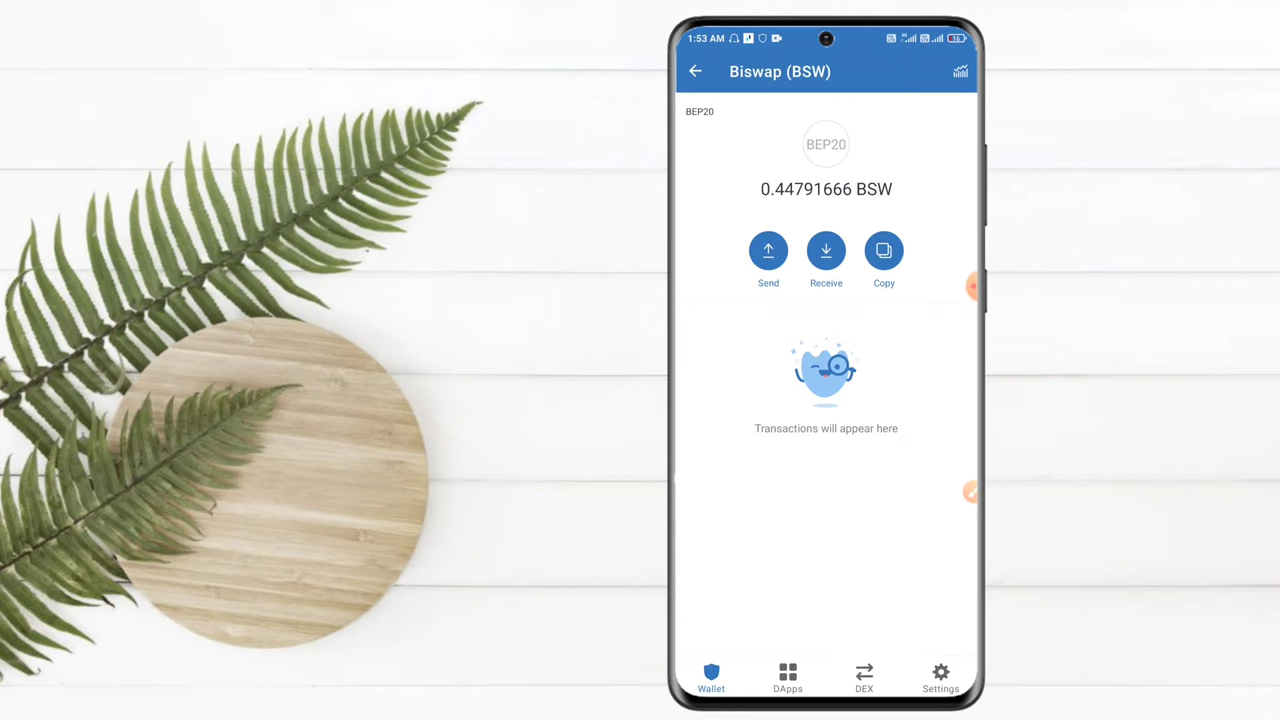 1:53 AM
16
Biswap (BSW)
BEP20
BEP20
0.44791666 BSW
Send
Receive
Copy
Transactions will appear here
Wallet
DApps
DEX
Settings